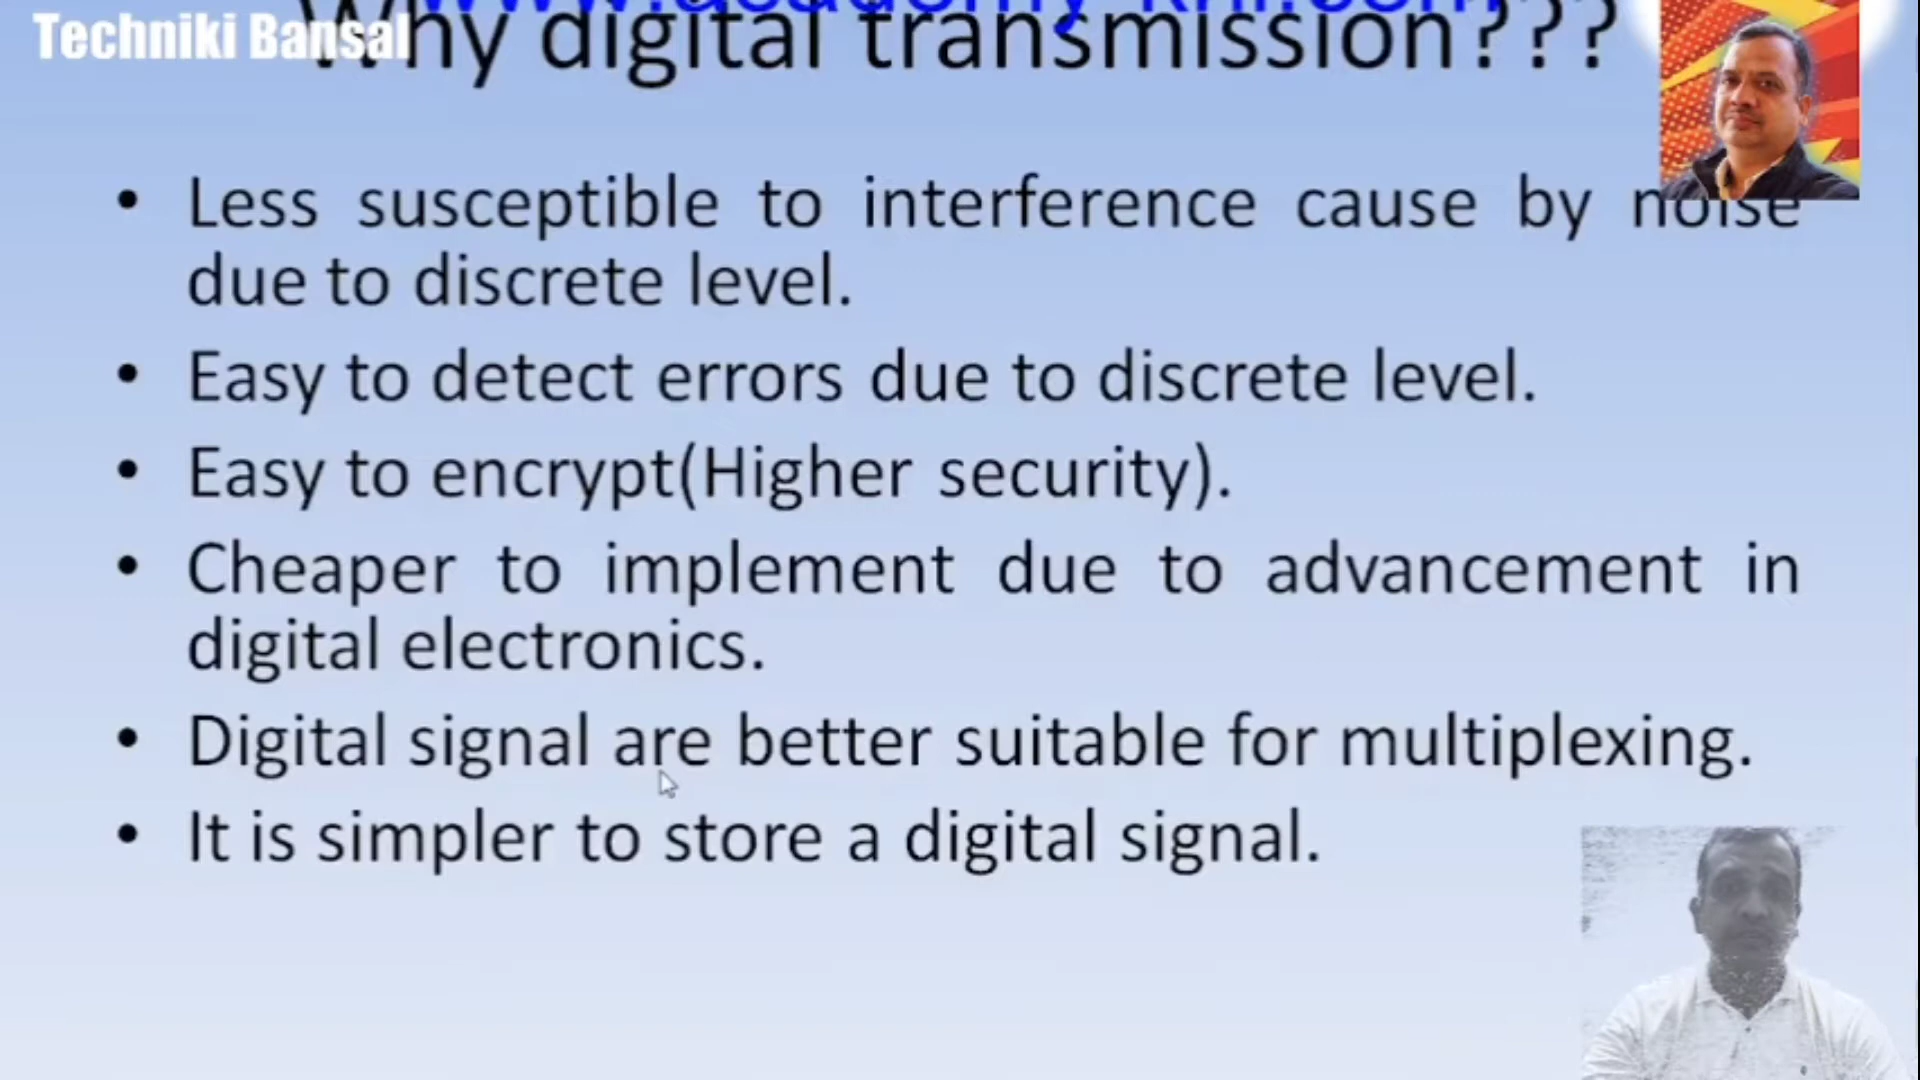 Techniki Bansal
Why digital transmission???
• Less susceptible to interference cause by noise
due to discrete level.
• Easy to detect errors due to discrete level.
• Easy to encrypt(Higher security).
• Cheaper to implement due to advancement in
digital electronics.
• Digital signal are better suitable for multiplexing.
• It is simpler to store a digital signal.